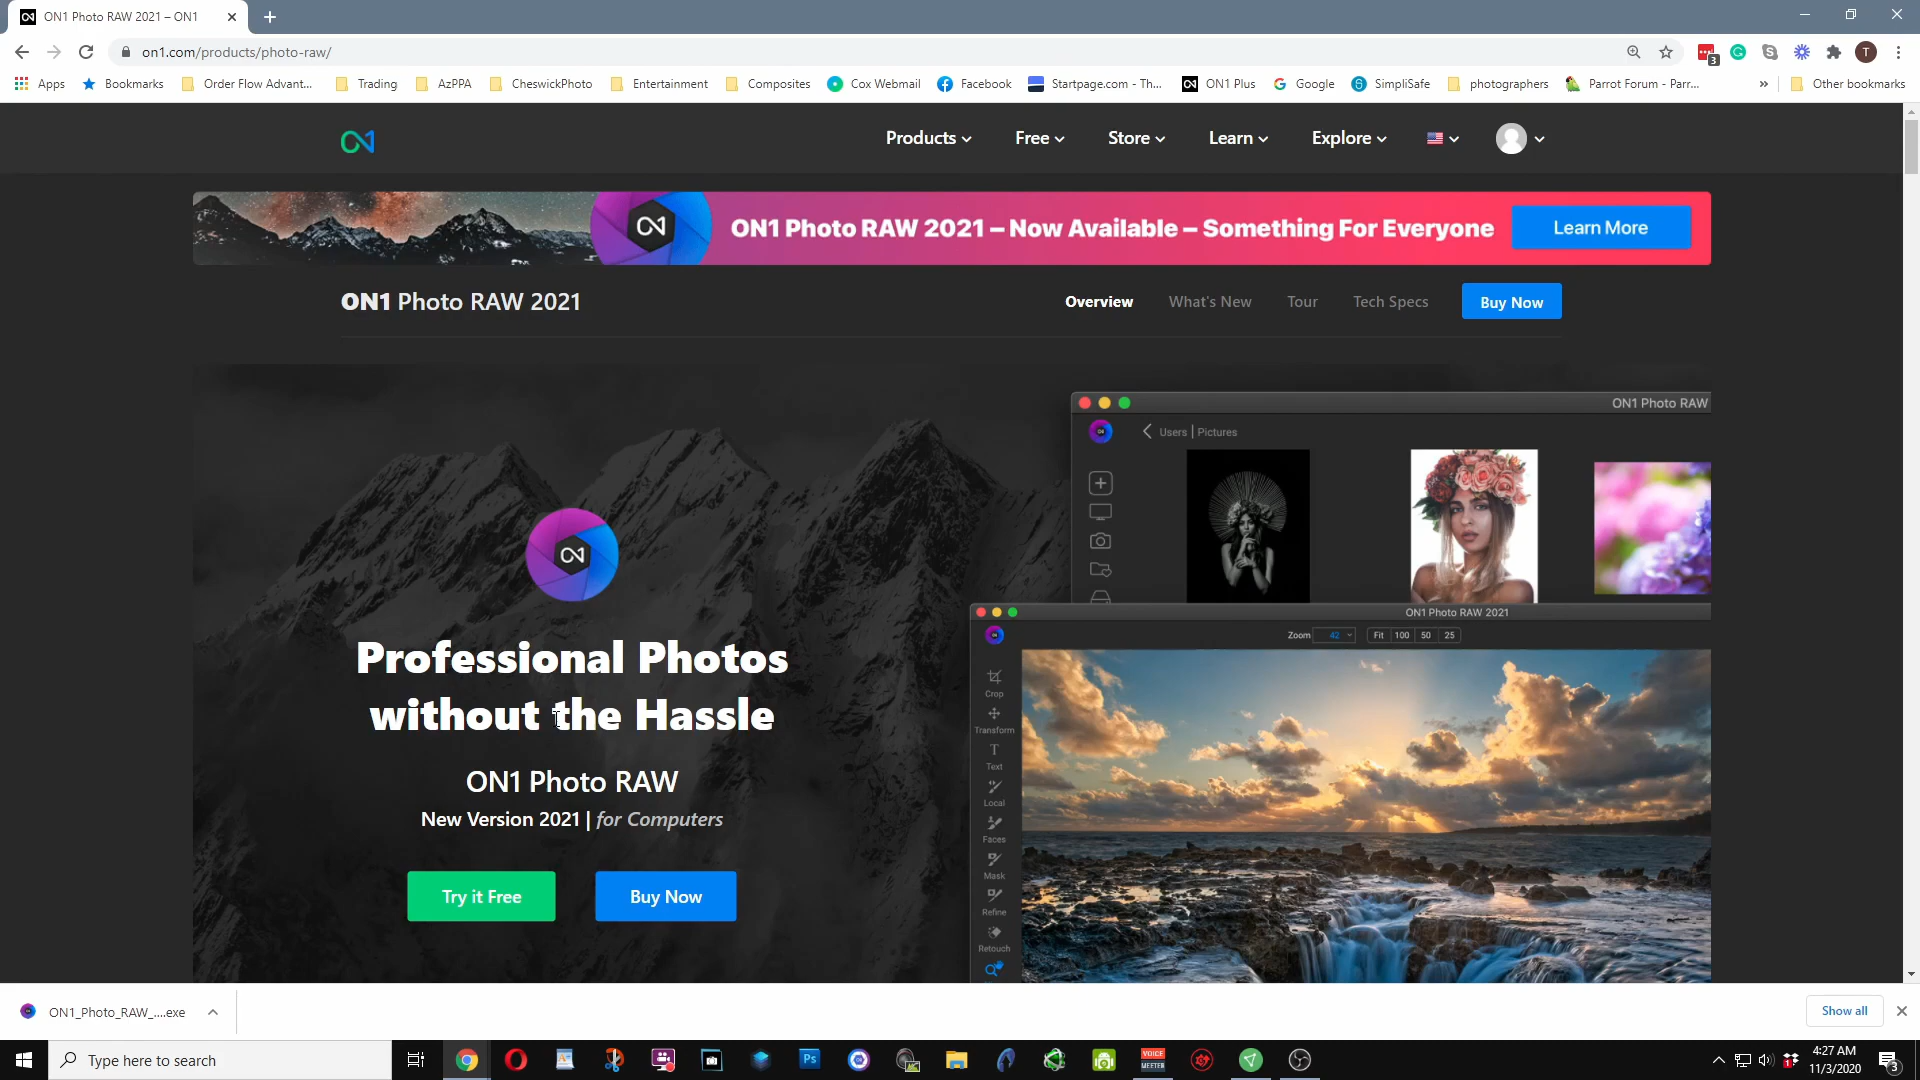 ON1 Photo RAW 2021 – ON1
on1.com/products/photo-raw/
3
T
Apps
Bookmarks
Order Flow Advant...
Trading
AzPPA
CheswickPhoto
Entertainment
Composites
Cox Webmail
Facebook
Startpage.com - Th...
ON1 Plus
Google
SimpliSafe
photographers
Parrot Forum - Parr...
Other bookmarks
Products
Free
Store
Learn
Explore
ON1 Photo RAW 2021 – Now Available – Something For Everyone
Learn More
ON1 Photo RAW 2021
Overview
What's New
Tour
Tech Specs
Buy Now
ON1 Photo RAW
Users | Pictures
ON1 Photo RAW 2021
Zoom 42 Fit 100 50 25
Crop
Transform
Text
Local
Faces
Mask
Refine
Retouch
Professional Photos
without the Hassle
ON1 Photo RAW
New Version 2021 | for Computers
Try it Free
Buy Now
ON1_Photo_RAW_....exe
Show all
Type here to search
Ps
VOICE
MEETER
4:27 AM
11/3/2020
3